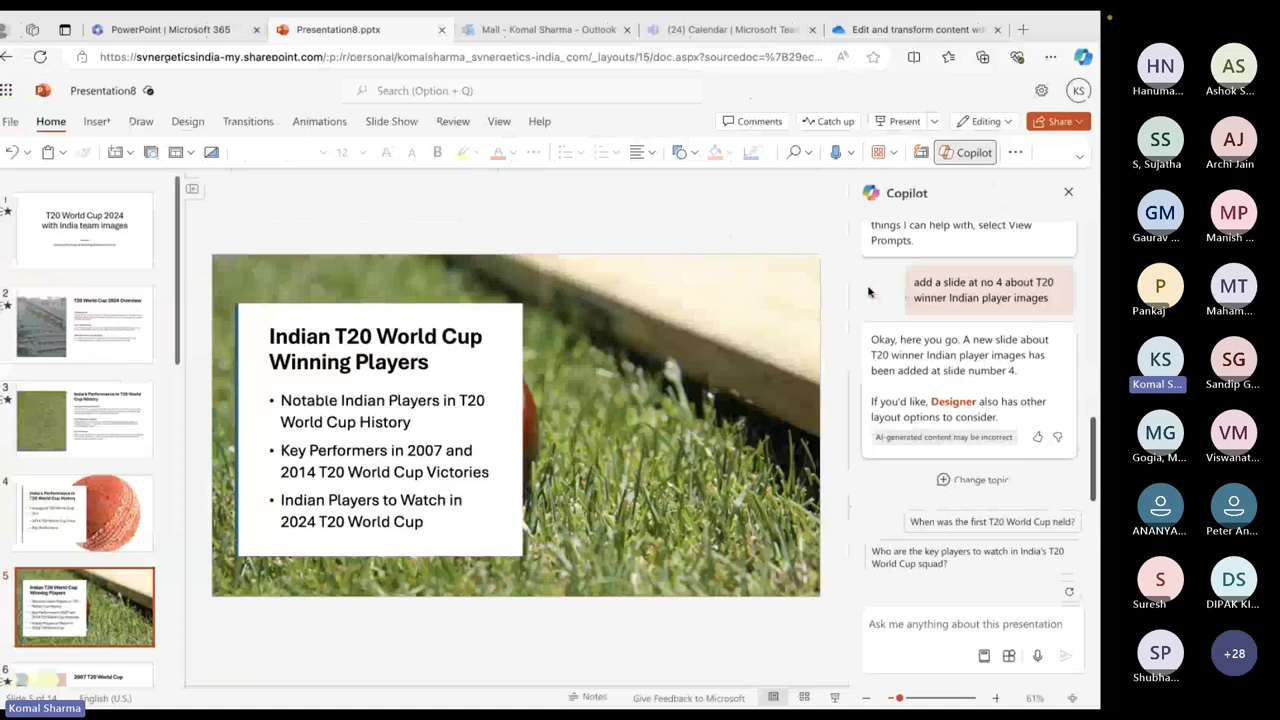 PowerPoint | Microsoft 365
Presentation8.pptx
Mail - Komal Sharma - Outlook
(24) Calendar | Microsoft Team
Edit and transform content wit
https://synergeticsindia-my.sharepoint.com/:p:/r/personal/komalsharma_synergetics-india_com/_layouts/15/doc.aspx?sourcedoc=%7B29ec...
Presentation8
Search (Option + Q)
KS
File
Home
Insert
Draw
Design
Transitions
Animations
Slide Show
Review
View
Help
Comments
Catch up
Present
Editing
Share
12
Copilot
1
T20 World Cup 2024
with India team images
2
T20 World Cup 2024 Overview
3
India's Performance in T20 World Cup
History
4
India's Performance in
T20 World Cup History
5
Indian T20 World Cup
Winning Players
6
2007 T20 World Cup
Indian T20 World Cup
Winning Players
• Notable Indian Players in T20
World Cup History
• Key Performers in 2007 and
2014 T20 World Cup Victories
• Indian Players to Watch in
2024 T20 World Cup
Copilot
things I can help with, select View
Prompts.
add a slide at no 4 about T20
winner Indian player images
Okay, here you go. A new slide about
T20 winner Indian player images has
been added at slide number 4.
If you'd like, Designer also has other
layout options to consider.
AI-generated content may be incorrect
Change topic
When was the first T20 World Cup held?
Who are the key players to watch in India's T20
World Cup squad?
Ask me anything about this presentation
Slide 5 of 14
English (U.S.)
Notes
Give Feedback to Microsoft
61%
Komal Sharma
HN
Hanuma...
AS
Ashok S...
SS
S, Sujatha
AJ
Archi Jain
GM
Gaurav ...
MP
Manish ...
P
Pankaj
MT
Maham...
KS
Komal S...
SG
Sandip G...
MG
Gogia, M...
VM
Viswanat...
ANANYA...
Peter An...
S
Suresh
DS
DIPAK KI...
SP
Shubha...
+28